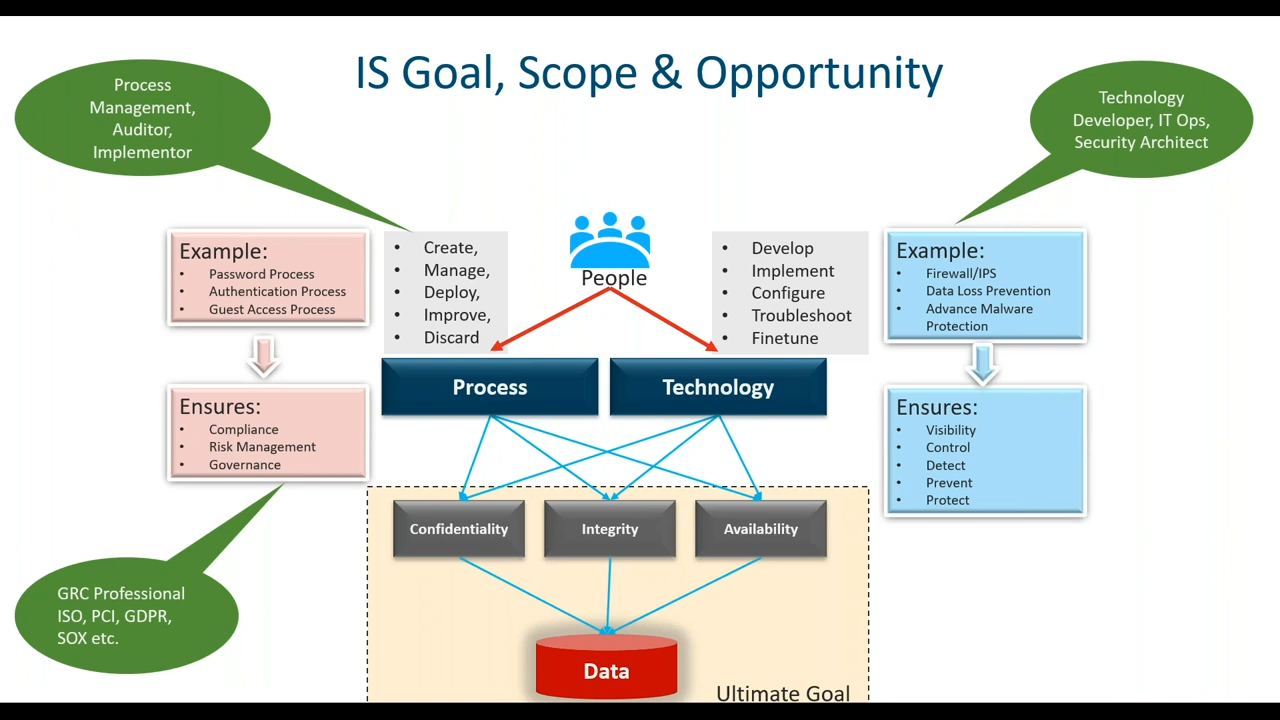 IS Goal, Scope & Opportunity
Process
Management,
Auditor,
Implementor
Technology
Developer, IT Ops,
Security Architect
Example:
• Password Process
• Authentication Process
• Guest Access Process
• Create,
• Manage,
• Deploy,
• Improve,
• Discard
People
• Develop
• Implement
• Configure
• Troubleshoot
• Finetune
Example:
• Firewall/IPS
• Data Loss Prevention
• Advance Malware
Protection
Process
Technology
Ensures:
• Compliance
• Risk Management
• Governance
Ensures:
• Visibility
• Control
• Detect
• Prevent
• Protect
Confidentiality
Integrity
Availability
GRC Professional
ISO, PCI, GDPR,
SOX etc.
Data
Ultimate Goal